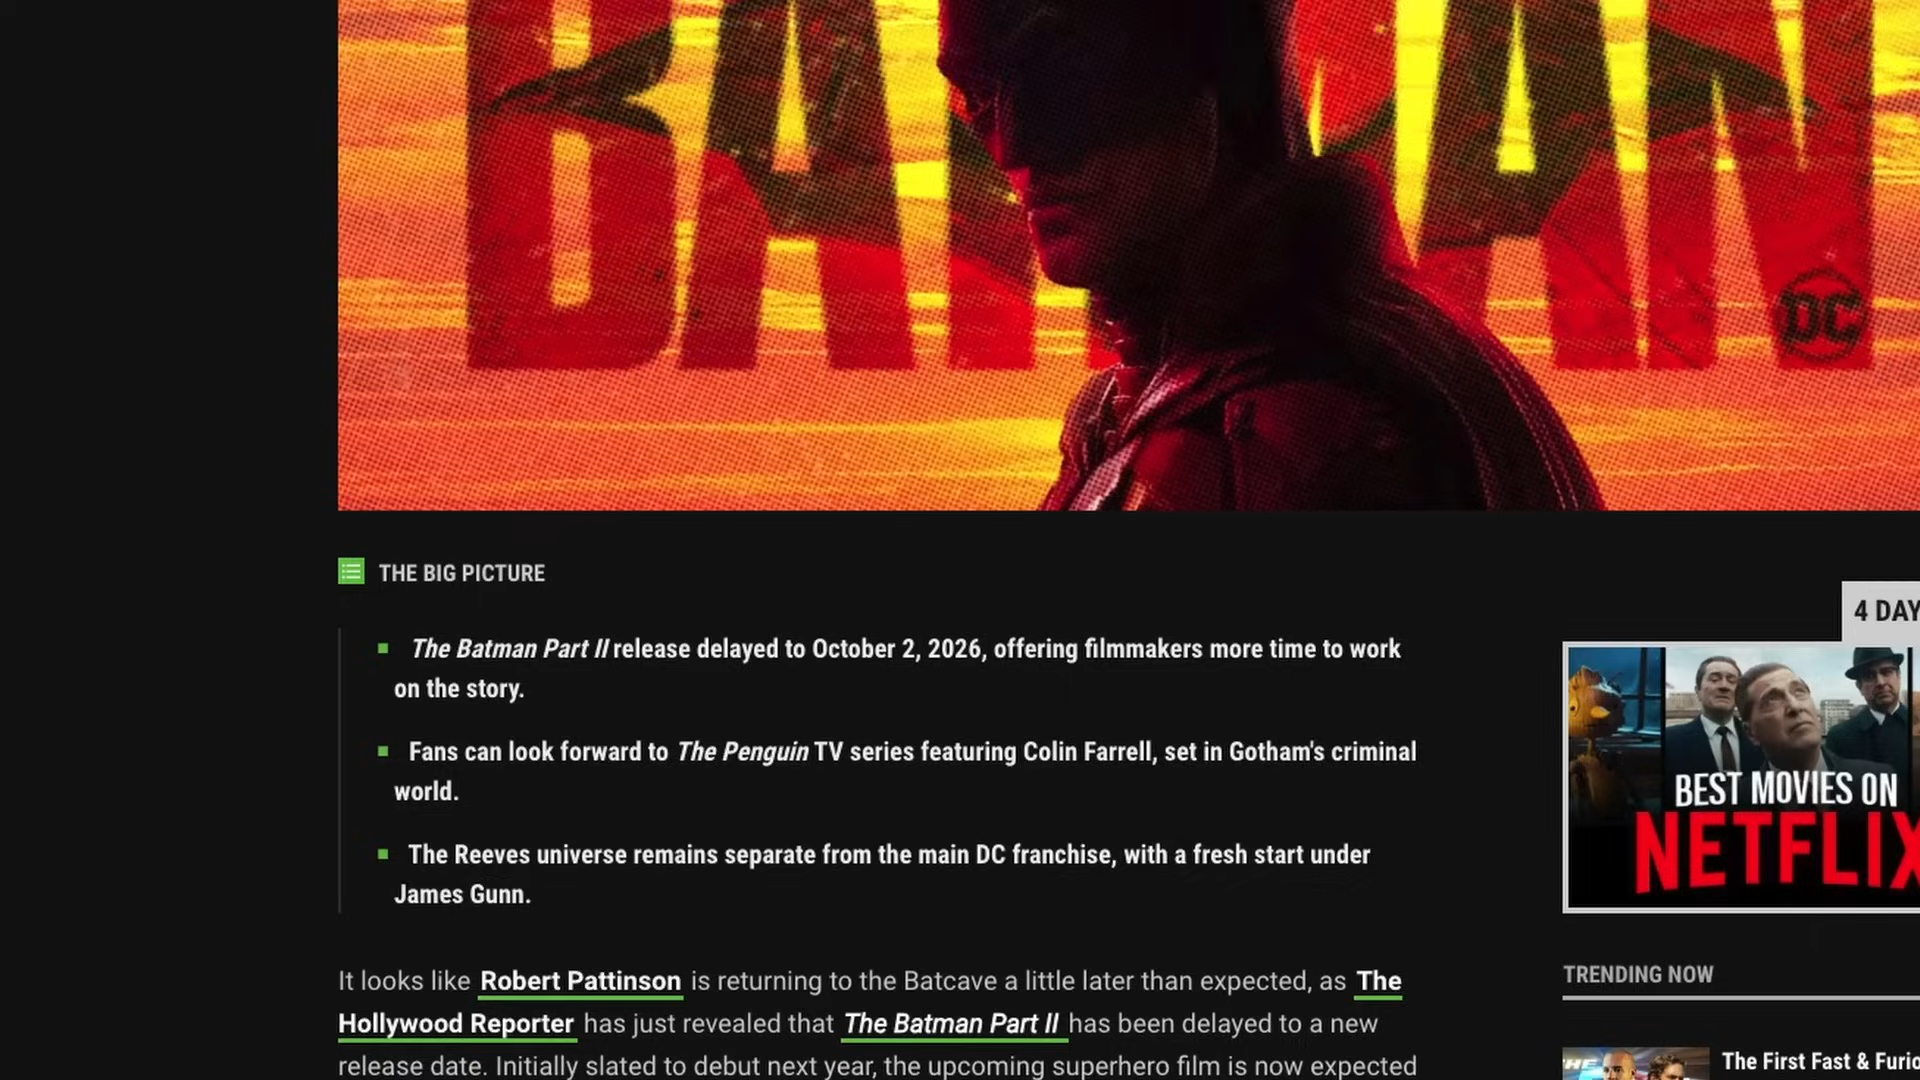 BATMAN
DC
THE BIG PICTURE
The Batman Part II release delayed to October 2, 2026, offering filmmakers more time to work
on the story.
Fans can look forward to The Penguin TV series featuring Colin Farrell, set in Gotham's criminal
world.
The Reeves universe remains separate from the main DC franchise, with a fresh start under
James Gunn.
It looks like Robert Pattinson is returning to the Batcave a little later than expected, as The
Hollywood Reporter has just revealed that The Batman Part II has been delayed to a new
release date. Initially slated to debut next year, the upcoming superhero film is now expected
4 DAY
BEST MOVIES ON
NETFLIX
TRENDING NOW
The First Fast & Furio